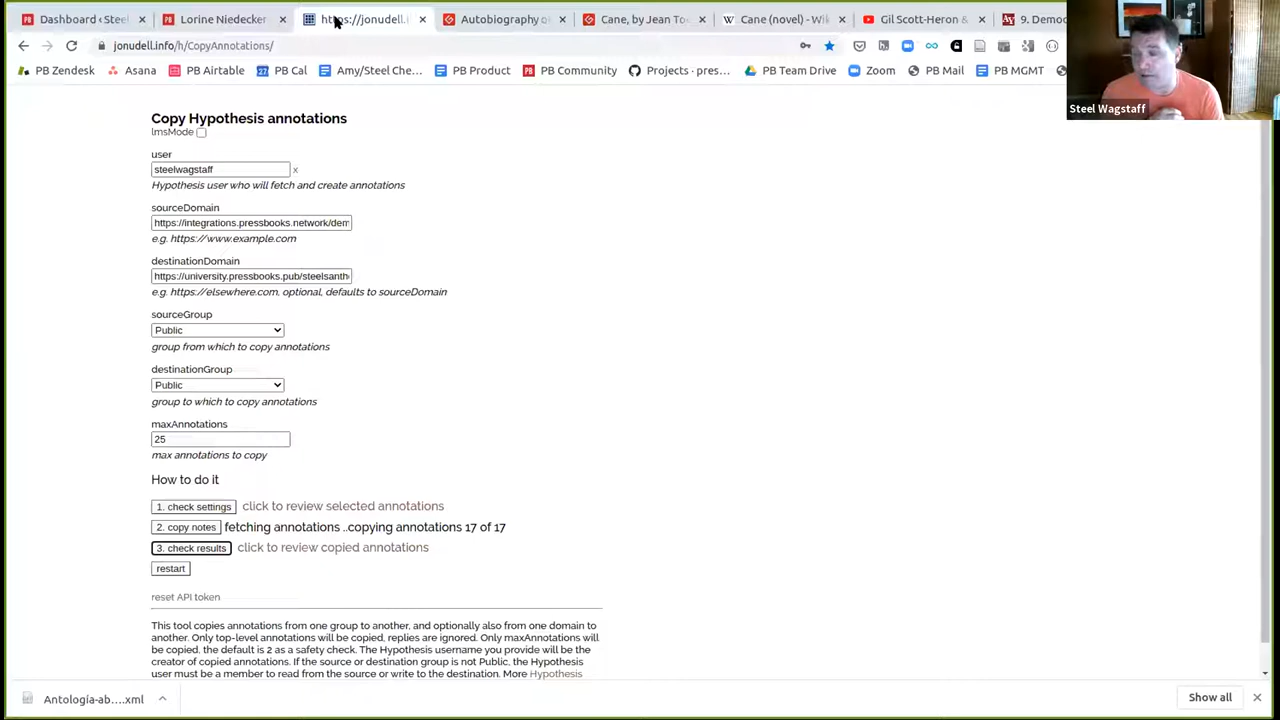 Dashboard ‹ Steel
Lorine Niedecker
https://jonudell.i
Autobiography o
Cane, by Jean To
Cane (novel) - Wi
Gil Scott-Heron &
9. Democ
jonudell.info/h/CopyAnnotations/
PB Zendesk
Asana
PB Airtable
PB Cal
Amy/Steel Che...
PB Product
PB Community
Projects · pres...
PB Team Drive
Zoom
PB Mail
PB MGMT
Steel Wagstaff
Copy Hypothesis annotations
lmsMode
user
steelwagstaff x
Hypothesis user who will fetch and create annotations
sourceDomain
https://integrations.pressbooks.network/dem
e.g. https://www.example.com
destinationDomain
https://university.pressbooks.pub/steelsanth
e.g. https://elsewhere.com, optional, defaults to sourceDomain
sourceGroup
Public
group from which to copy annotations
destinationGroup
Public
group to which to copy annotations
maxAnnotations
25
max annotations to copy
How to do it
1. check settings click to review selected annotations
2. copy notes fetching annotations ..copying annotations 17 of 17
3. check results click to review copied annotations
restart
reset API token
This tool copies annotations from one group to another, and optionally also from one domain to
another. Only top-level annotations will be copied, replies are ignored. Only maxAnnotations will
be copied, the default is 2 as a safety check. The Hypothesis username you provide will be the
creator of copied annotations. If the source or destination group is not Public, the Hypothesis
user must be a member to read from the source or write to the destination. More Hypothesis
Antología-ab....xml
Show all